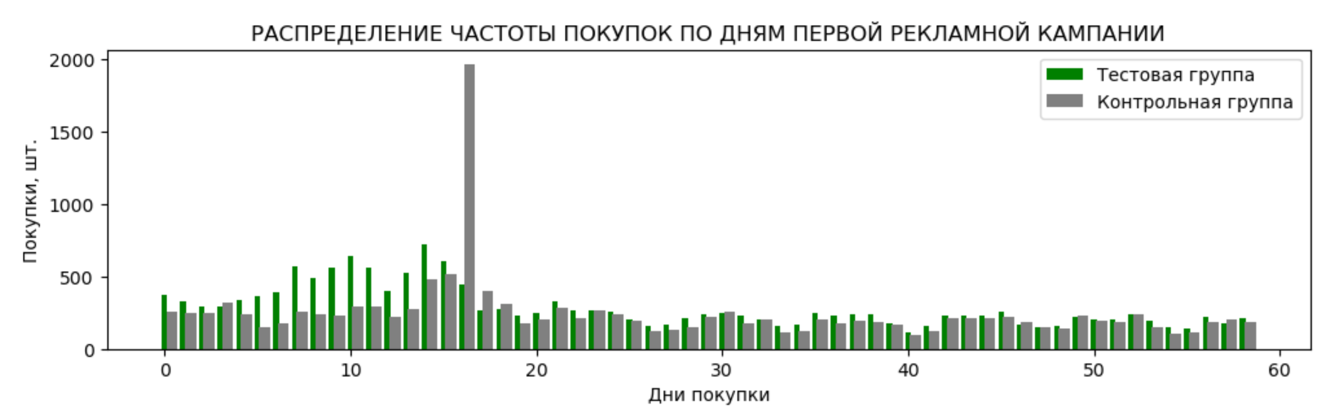 РАСПРЕДЕЛЕНИЕ ЧАСТОТЫ ПОКУПОК ПО ДНЯМ ПЕРВОЙ РЕКЛАМНОЙ КАМПАНИИ
Тестовая группа
Контрольная группа
Покупки, шт.
2000
1500
1000
500
0
0 10 20 30 40 50 60
Дни покупки